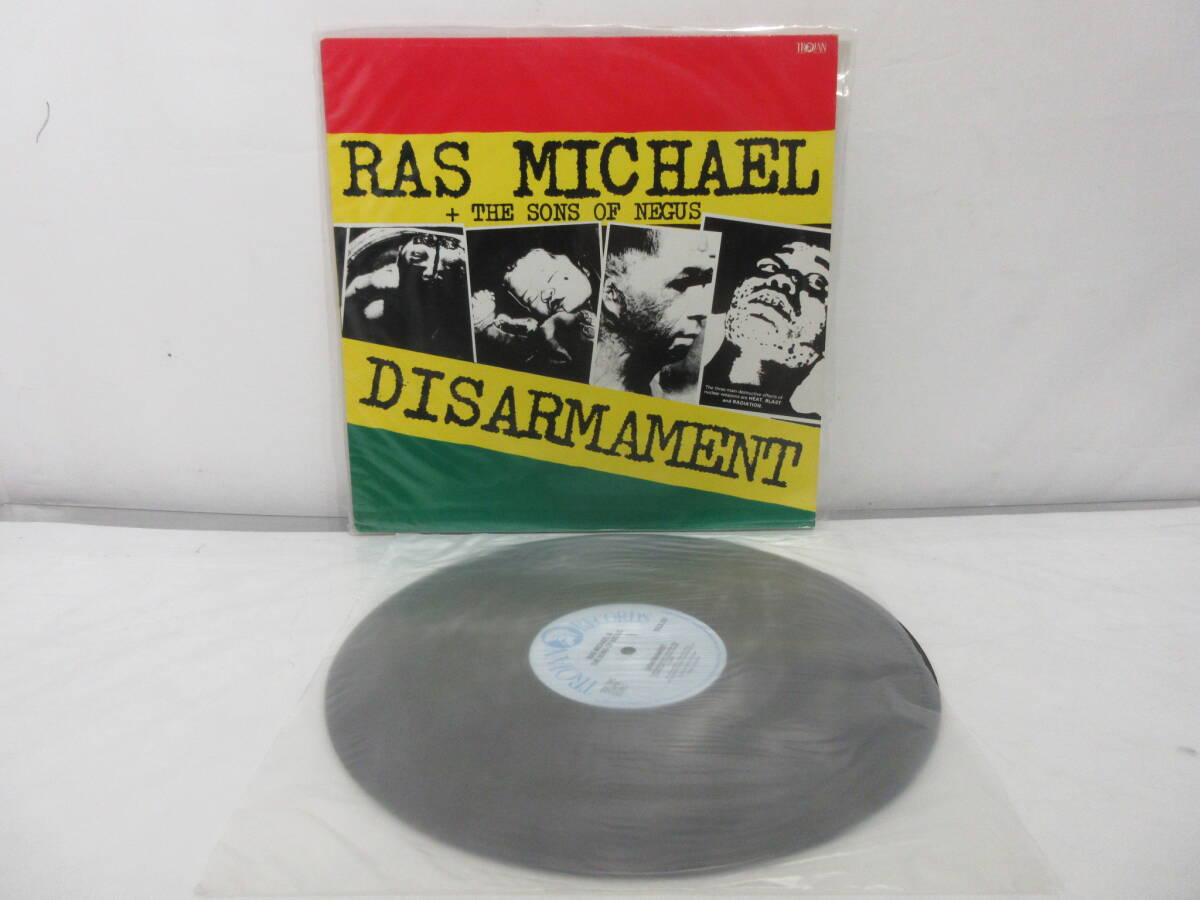 TROJAN
RAS MICHAEL
+ THE SONS OF NEGUS
The three main destructive effects of
nuclear weapons are HEAT, BLAST
and RADIATION.
DISARMAMENT
TROJAN RECORDS